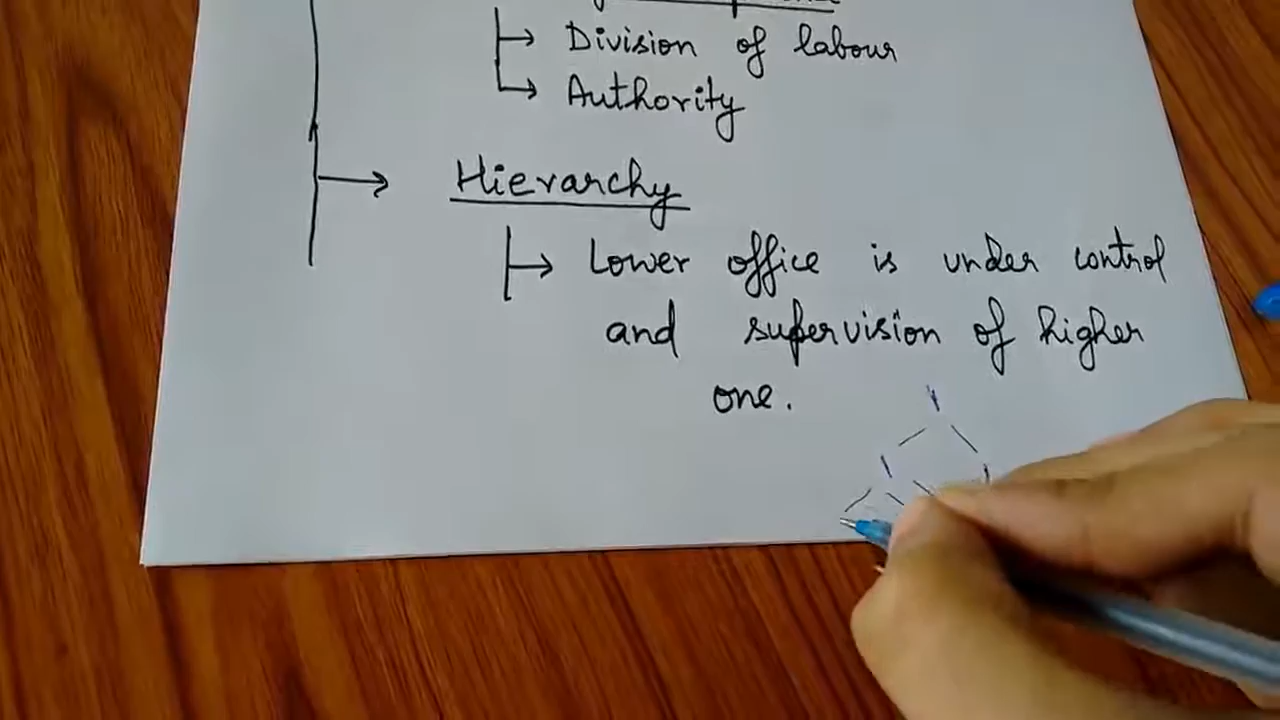 Division of labour
Authority
Hierarchy
Lower office is under control
and supervision of higher
one.